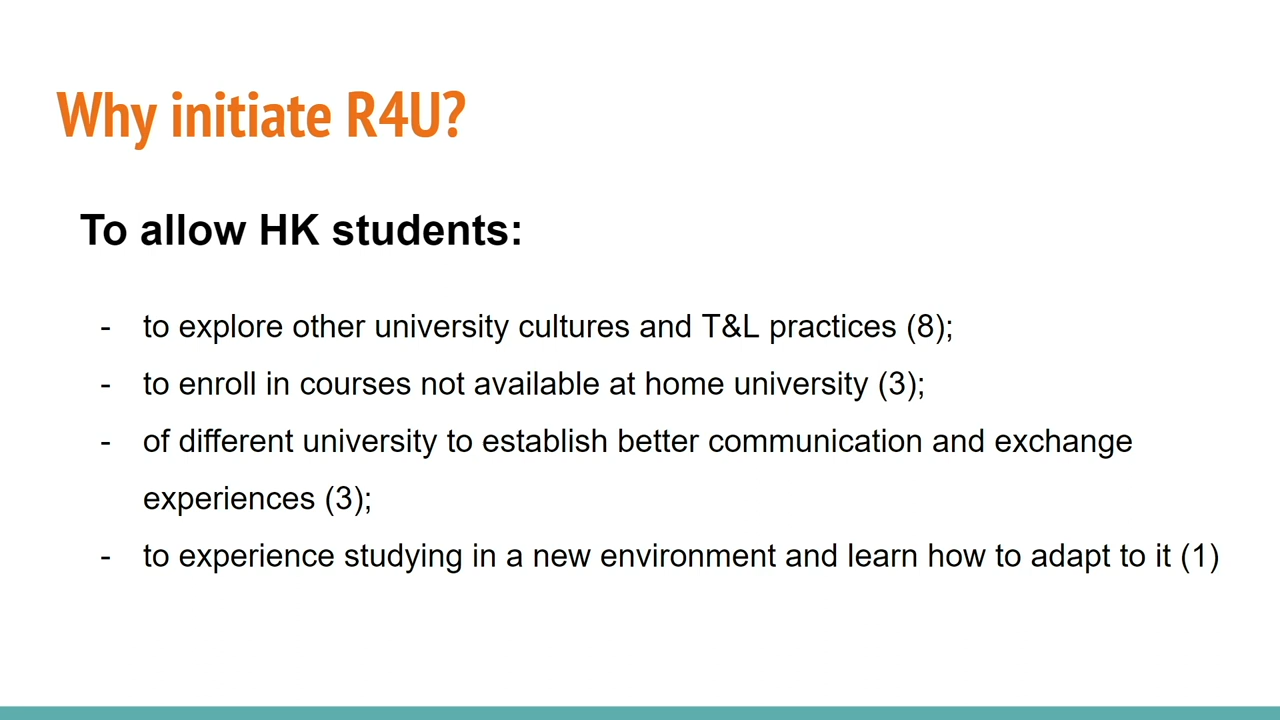 Why initiate R4U?
To allow HK students:
- to explore other university cultures and T&L practices (8);
- to enroll in courses not available at home university (3);
- of different university to establish better communication and exchange
experiences (3);
- to experience studying in a new environment and learn how to adapt to it (1)